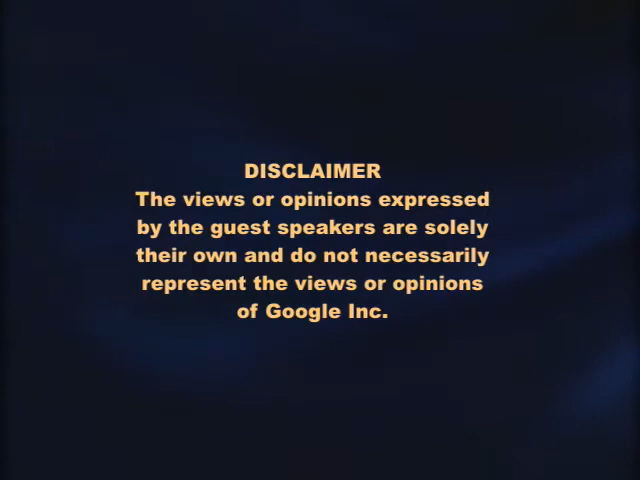 DISCLAIMER
The views or opinions expressed
by the guest speakers are solely
their own and do not necessarily
represent the views or opinions
of Google Inc.